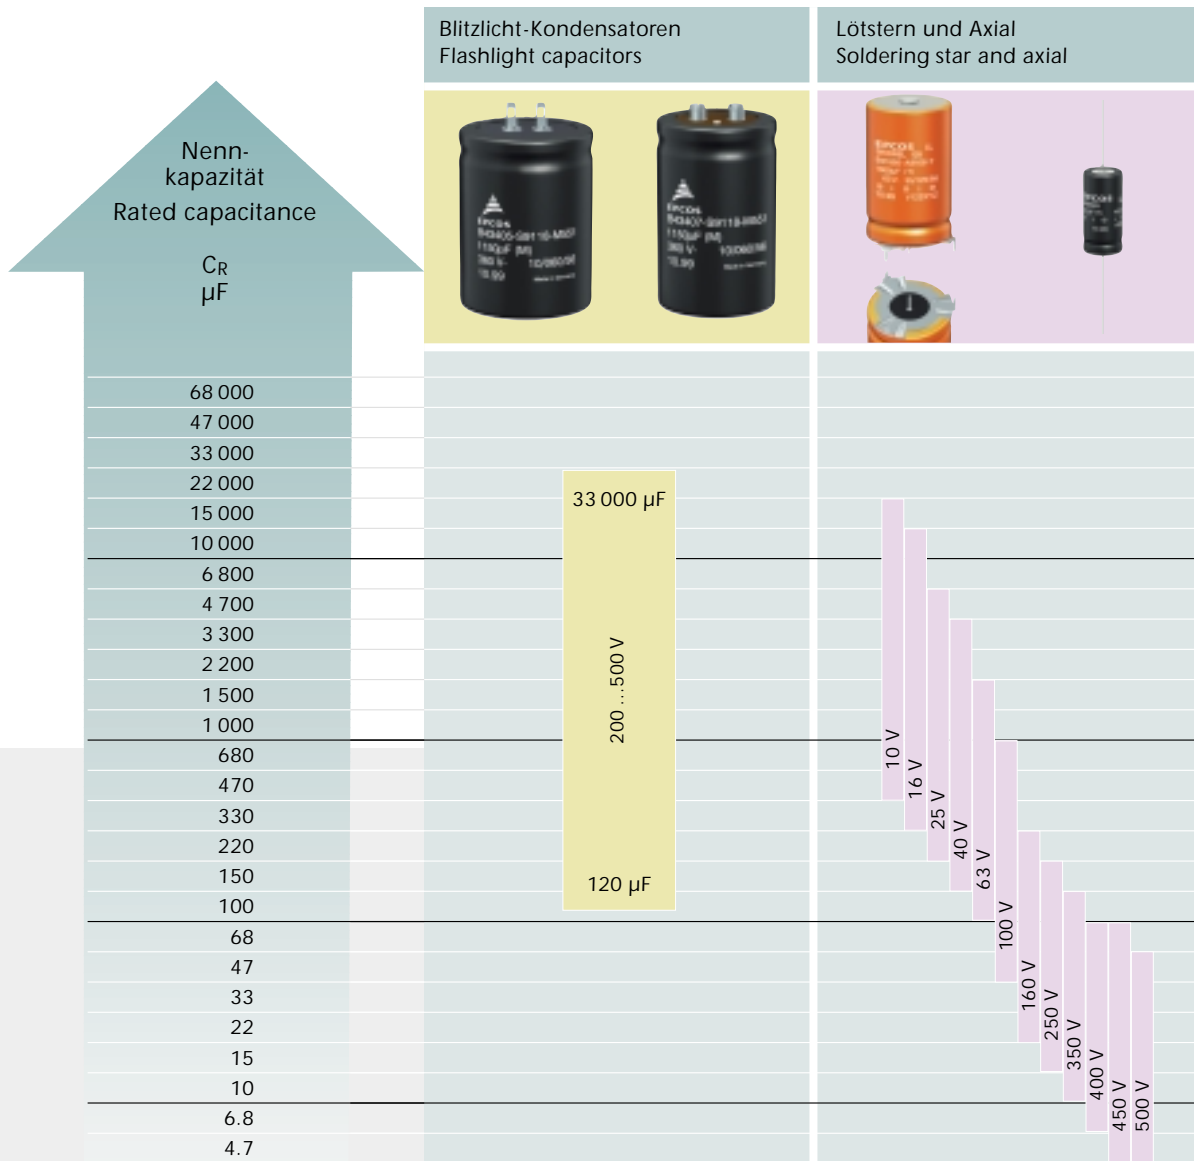 Blitzlicht-Kondensatoren
Flashlight capacitors
Lötstern und Axial
Soldering star and axial
Nenn-
kapazität
Rated capacitance
CR
µF
EPCOS
EPCOS
EPCOS
EPCOS
68 000
47 000
33 000
22 000
15 000
10 000
6 800
4 700
3 300
2 200
1 500
1 000
680
470
330
220
150
100
68
47
33
22
15
10
6.8
4.7
33 000 µF
200 ...500 V
120 µF
10 V
16 V
25 V
40 V
63 V
100 V
160 V
250 V
350 V
400 V
450 V
500 V